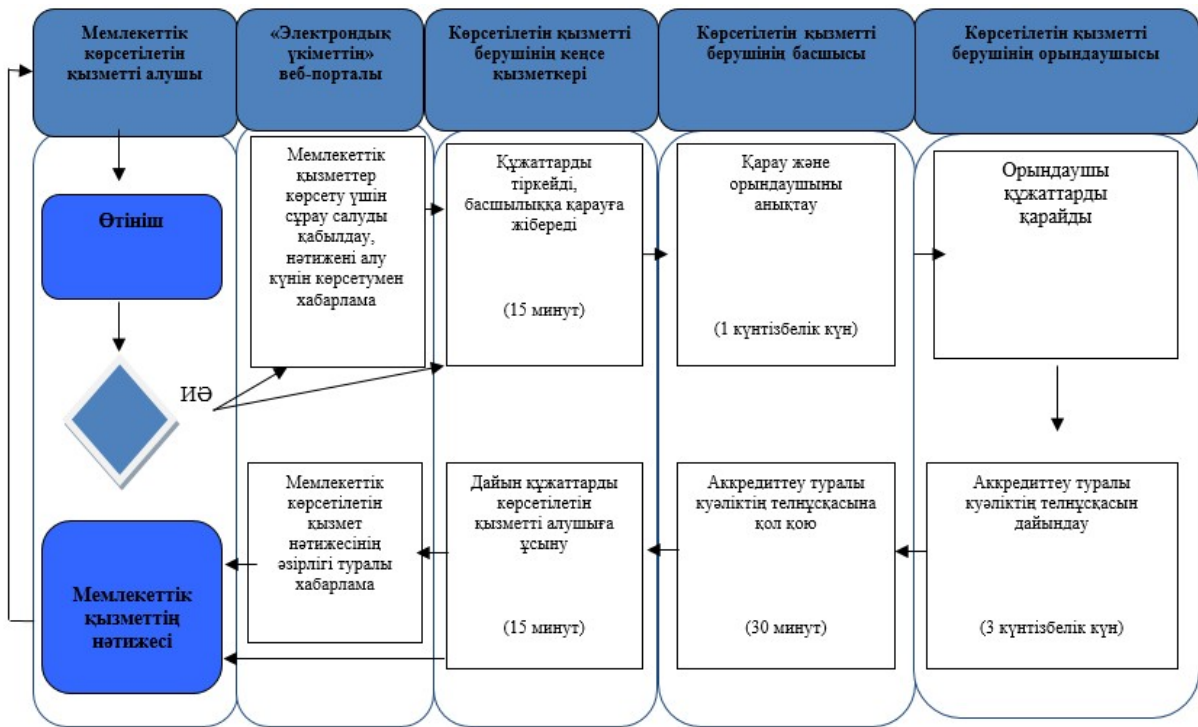 Мемлекеттік
көрсетілетін
қызметті алушы
«Электрондық
үкіметтің»
веб-порталы
Көрсетілетін қызметті
берушінің кеңсе
қызметкері
Көрсетілетін қызметті
берушінің басшысы
Көрсетілетін қызметті
берушінің орындаушысы
Өтініш
Мемлекеттік
қызметтер
көрсету үшін
сұрау салуды
қабылдау,
нәтижені алу
күнін көрсетумен
хабарлама
Құжаттарды
тіркейді,
басшылыққа қарауға
жібереді
(15 минут)
Қарау және
орындаушыны
анықтау
(1 күнтізбелік күн)
Орындаушы
құжаттарды
қарайды
ИӘ
Мемлекеттік
қызметтің
нәтижесі
Мемлекеттік
көрсетілетін
қызмет
нәтижесінің
әзірлігі туралы
хабарлама
Дайын құжаттарды
көрсетілетін
қызметті алушыға
ұсыну
(15 минут)
Аккредиттеу туралы
куәліктің телнұсқасына
қол қою
(30 минут)
Аккредиттеу туралы
куәліктің телнұсқасын
дайындау
(3 күнтізбелік күн)